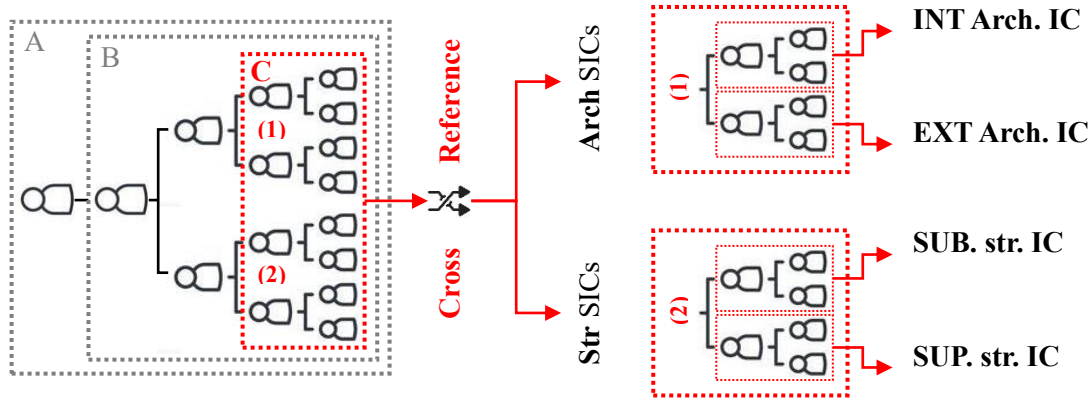 A
B
C
(1)
(2)
Cross Reference
Arch SICs
Str SICs
(1)
INT Arch. IC
EXT Arch. IC
(2)
SUB. str. IC
SUP. str. IC